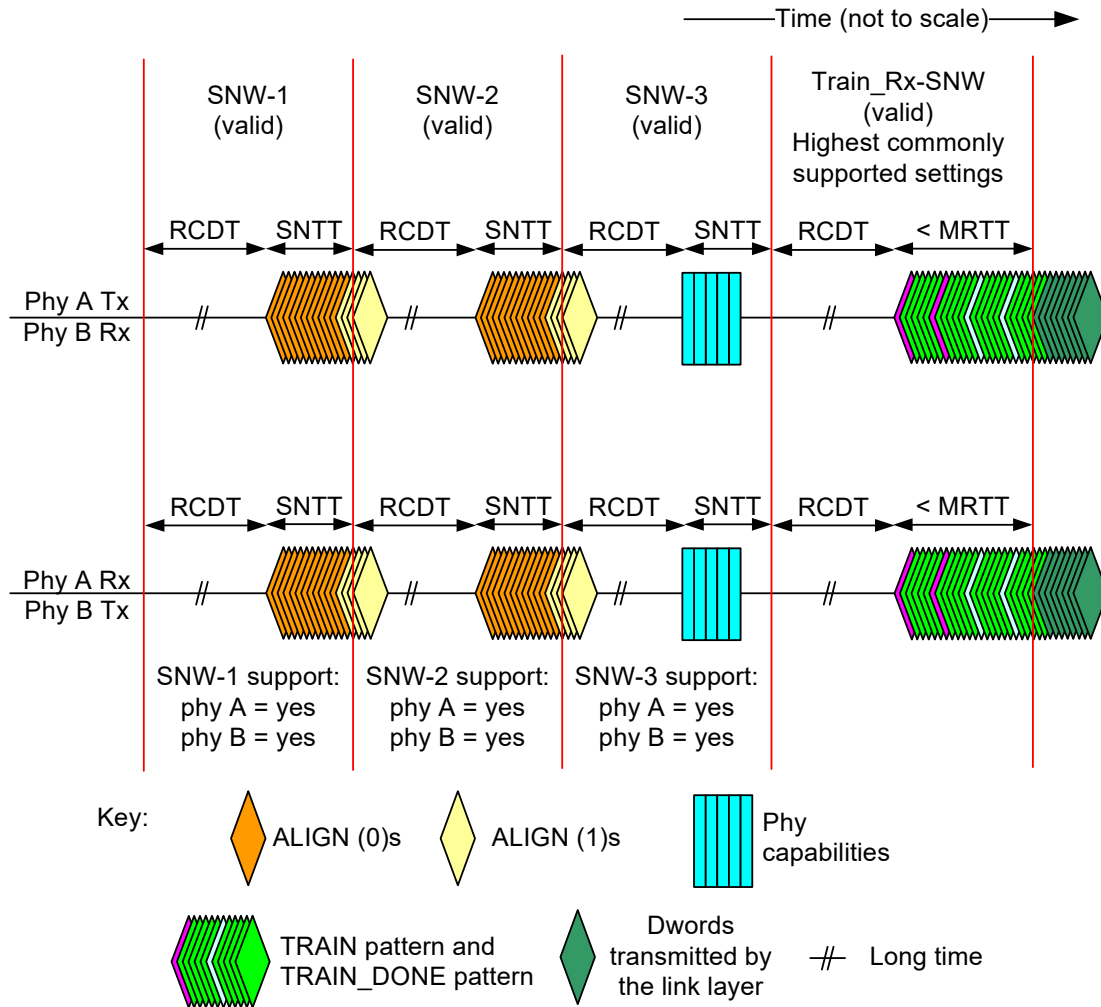 Time (not to scale)
SNW-1
(valid)
SNW-2
(valid)
SNW-3
(valid)
Train_Rx-SNW
(valid)
Highest commonly
supported settings
RCDT SNTT RCDT SNTT RCDT SNTT RCDT < MRTT
Phy A Tx
Phy B Rx
RCDT SNTT RCDT SNTT RCDT SNTT RCDT < MRTT
Phy A Rx
Phy B Tx
SNW-1 support:
phy A = yes
phy B = yes
SNW-2 support:
phy A = yes
phy B = yes
SNW-3 support:
phy A = yes
phy B = yes
Key:
ALIGN (0)s
ALIGN (1)s
Phy
capabilities
TRAIN pattern and
TRAIN_DONE pattern
Dwords
transmitted by
the link layer
Long time